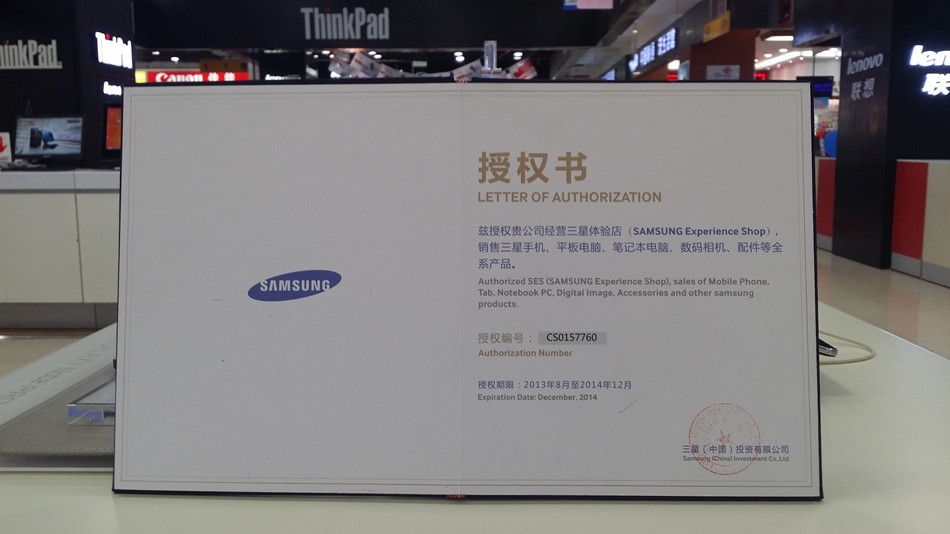 ThinkPad
ThinkPad
Canon 佳能
lenovo
联想
SAMSUNG
授权书
LETTER OF AUTHORIZATION
兹授权贵公司经营三星体验店（SAMSUNG Experience Shop），
销售三星手机、平板电脑、笔记本电脑、数码相机、配件等全
系产品。
Authorized SES (SAMSUNG Experience Shop), sales of Mobile Phone,
Tab, Notebook PC, Digital Image, Accessories and other samsung
products.
授权编号： CS0157760
Authorization Number
授权期限：2013年8月至2014年12月
Expiration Date: December, 2014
三星（中国）投资有限公司
Samsung (China) Investment Co.,Ltd